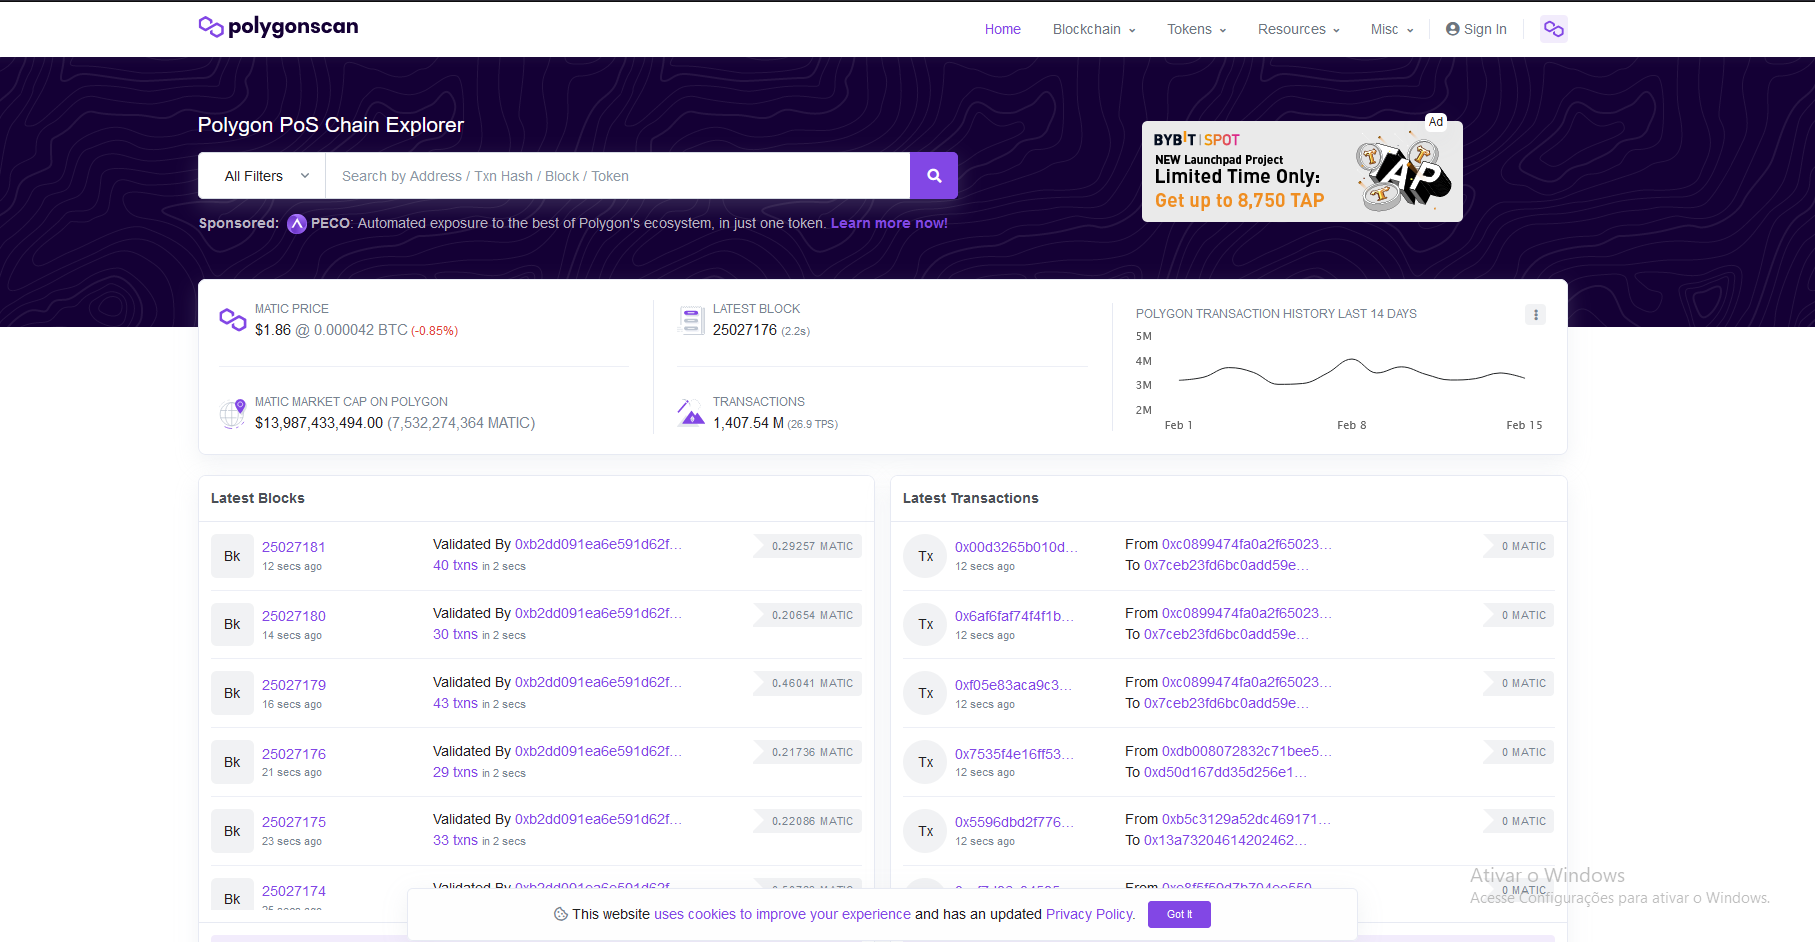 polygonscan
Home
Blockchain
Tokens
Resources
Misc
Sign In
Polygon PoS Chain Explorer
All Filters
Search by Address / Txn Hash / Block / Token
Sponsored: PECO: Automated exposure to the best of Polygon's ecosystem, in just one token. Learn more now!
Ad
BYBIT | SPOT
NEW Launchpad Project
Limited Time Only:
Get up to 8,750 TAP
TAP
MATIC PRICE
$1.86 @ 0.000042 BTC (-0.85%)
LATEST BLOCK
25027176 (2.2s)
MATIC MARKET CAP ON POLYGON
$13,987,433,494.00 (7,532,274,364 MATIC)
TRANSACTIONS
1,407.54 M (26.9 TPS)
POLYGON TRANSACTION HISTORY LAST 14 DAYS
5M
4M
3M
2M
Feb 1
Feb 8
Feb 15
Latest Blocks
Bk
25027181
12 secs ago
Validated By 0xb2dd091ea6e591d62f...
40 txns in 2 secs
0.29257 MATIC
Bk
25027180
14 secs ago
Validated By 0xb2dd091ea6e591d62f...
30 txns in 2 secs
0.20654 MATIC
Bk
25027179
16 secs ago
Validated By 0xb2dd091ea6e591d62f...
43 txns in 2 secs
0.46041 MATIC
Bk
25027176
21 secs ago
Validated By 0xb2dd091ea6e591d62f...
29 txns in 2 secs
0.21736 MATIC
Bk
25027175
23 secs ago
Validated By 0xb2dd091ea6e591d62f...
33 txns in 2 secs
0.22086 MATIC
Bk
25027174
Validated By 0xb2dd091ea6e591d62f...
Latest Transactions
Tx
0x00d3265b010d...
12 secs ago
From 0xc0899474fa0a2f65023...
To 0x7ceb23fd6bc0add59e...
0 MATIC
Tx
0x6af6faf74f4f1b...
12 secs ago
From 0xc0899474fa0a2f65023...
To 0x7ceb23fd6bc0add59e...
0 MATIC
Tx
0xf05e83aca9c3...
12 secs ago
From 0xc0899474fa0a2f65023...
To 0x7ceb23fd6bc0add59e...
0 MATIC
Tx
0x7535f4e16ff53...
12 secs ago
From 0xdb008072832c71bee5...
To 0xd50d167dd35d256e1...
0 MATIC
Tx
0x5596dbd2f776...
12 secs ago
From 0xb5c3129a52dc469171...
To 0x13a73204614202462...
0 MATIC
From
0 MATIC
Ativar o Windows
Acesse Configurações para ativar o Windows.
This website uses cookies to improve your experience and has an updated Privacy Policy.
Got It